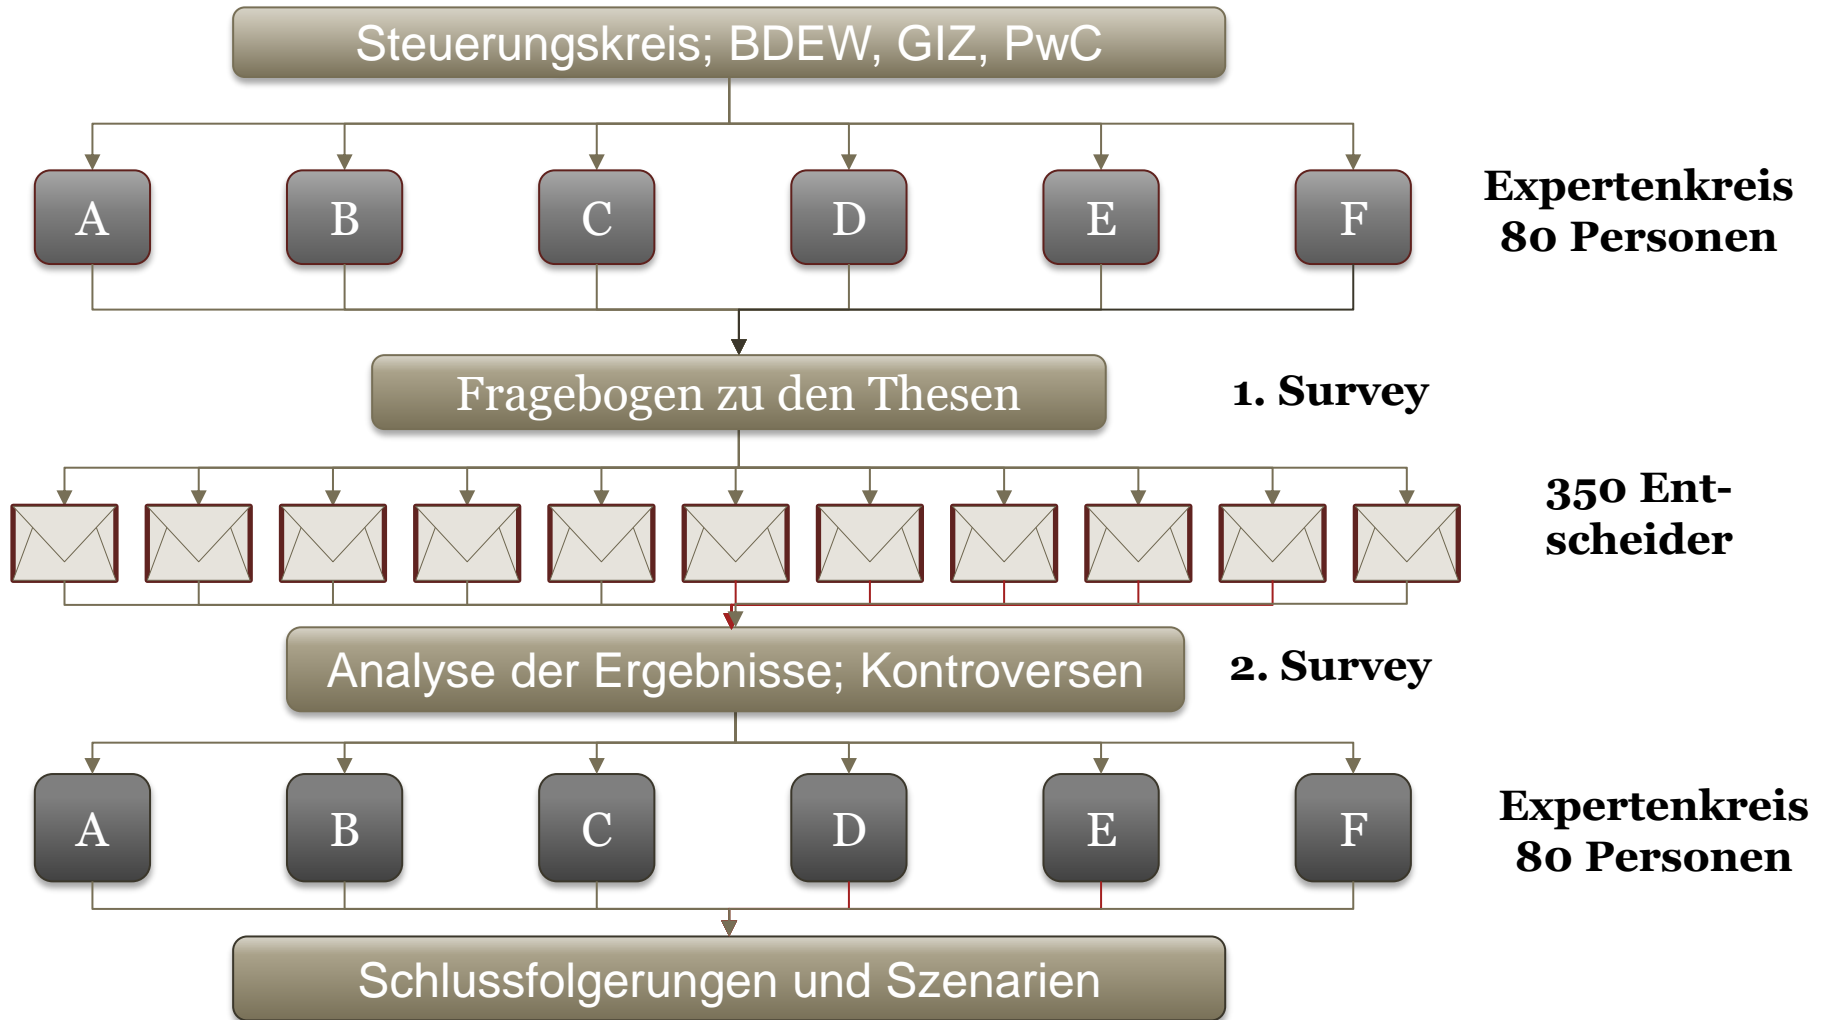 Steuerungskreis; BDEW, GIZ, PwC
A
B
C
D
E
F
Expertenkreis
80 Personen
Fragebogen zu den Thesen
1. Survey
350 Ent-
scheider
Analyse der Ergebnisse; Kontroversen
2. Survey
A
B
C
D
E
F
Expertenkreis
80 Personen
Schlussfolgerungen und Szenarien